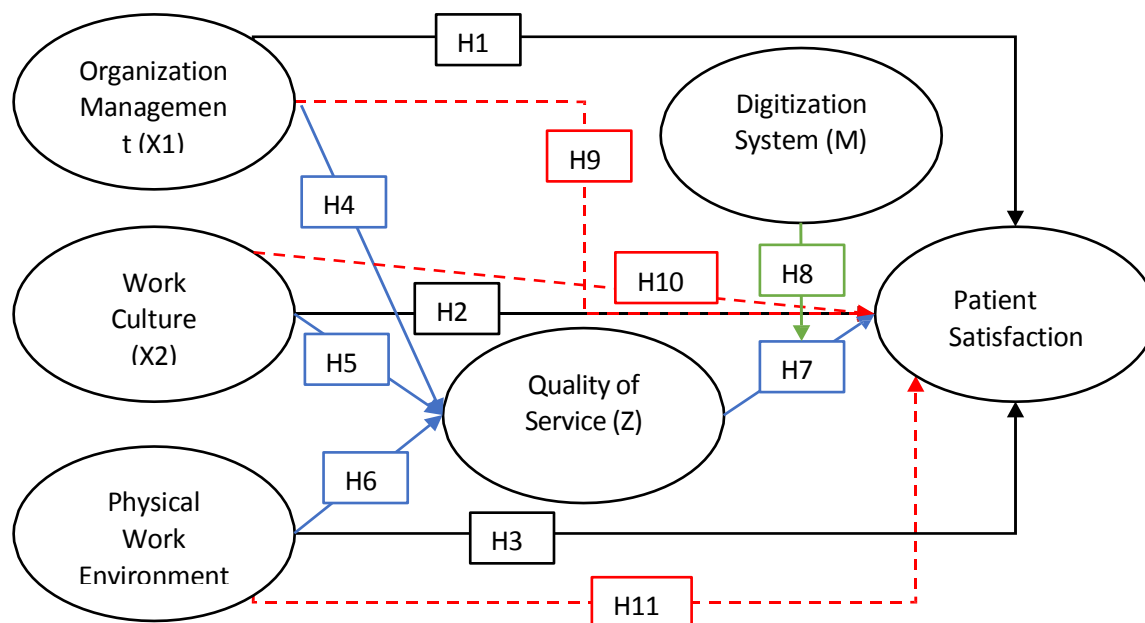 H1
Organization
Managemen
t (X1)
Digitization
System (M)
H9
H4
H8
H10
Work
Culture
(X2)
H2
Patient
Satisfaction
H5
H7
Quality of
Service (Z)
H6
Physical
Work
Environment
H3
H11